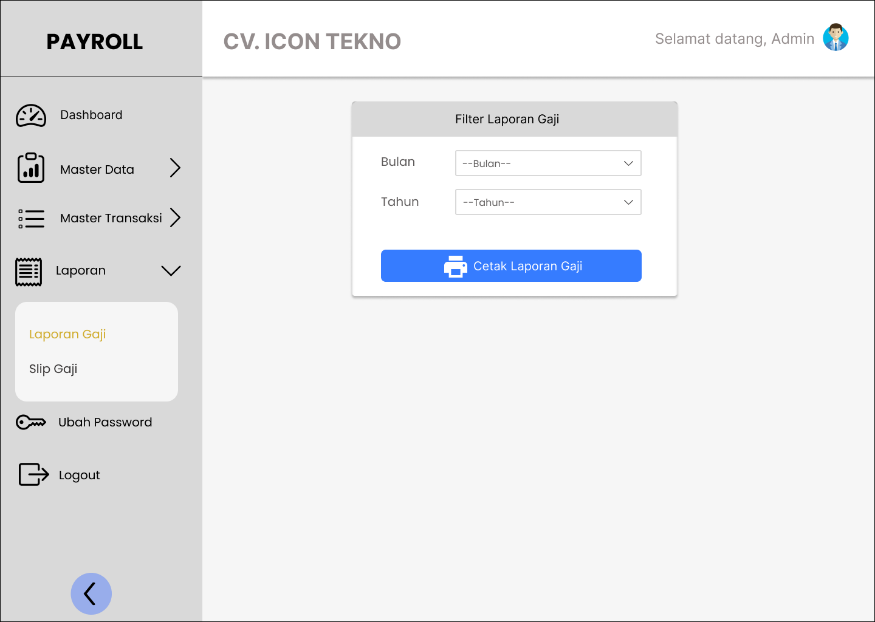 PAYROLL
CV. ICON TEKNO
Selamat datang, Admin
Dashboard
Master Data
Master Transaksi
Laporan
Laporan Gaji
Slip Gaji
Ubah Password
Logout
Filter Laporan Gaji
Bulan
--Bulan--
Tahun
--Tahun--
Cetak Laporan Gaji